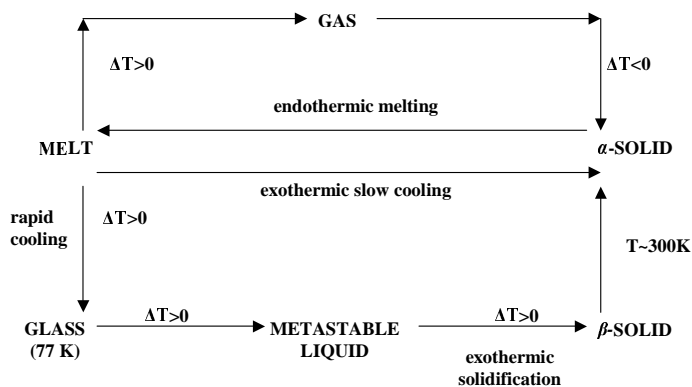 GAS
ΔT>0
ΔT<0
endothermic melting
MELT
α-SOLID
exothermic slow cooling
rapid
cooling
ΔT>0
T~300K
GLASS
(77 K)
ΔT>0
METASTABLE
LIQUID
ΔT>0
exothermic
solidification
β-SOLID